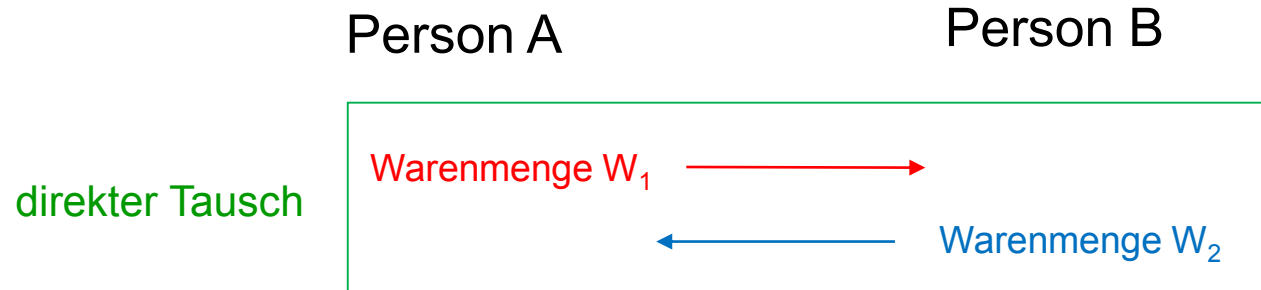 Person A
Person B
Warenmenge W₁
direkter Tausch
Warenmenge W₂